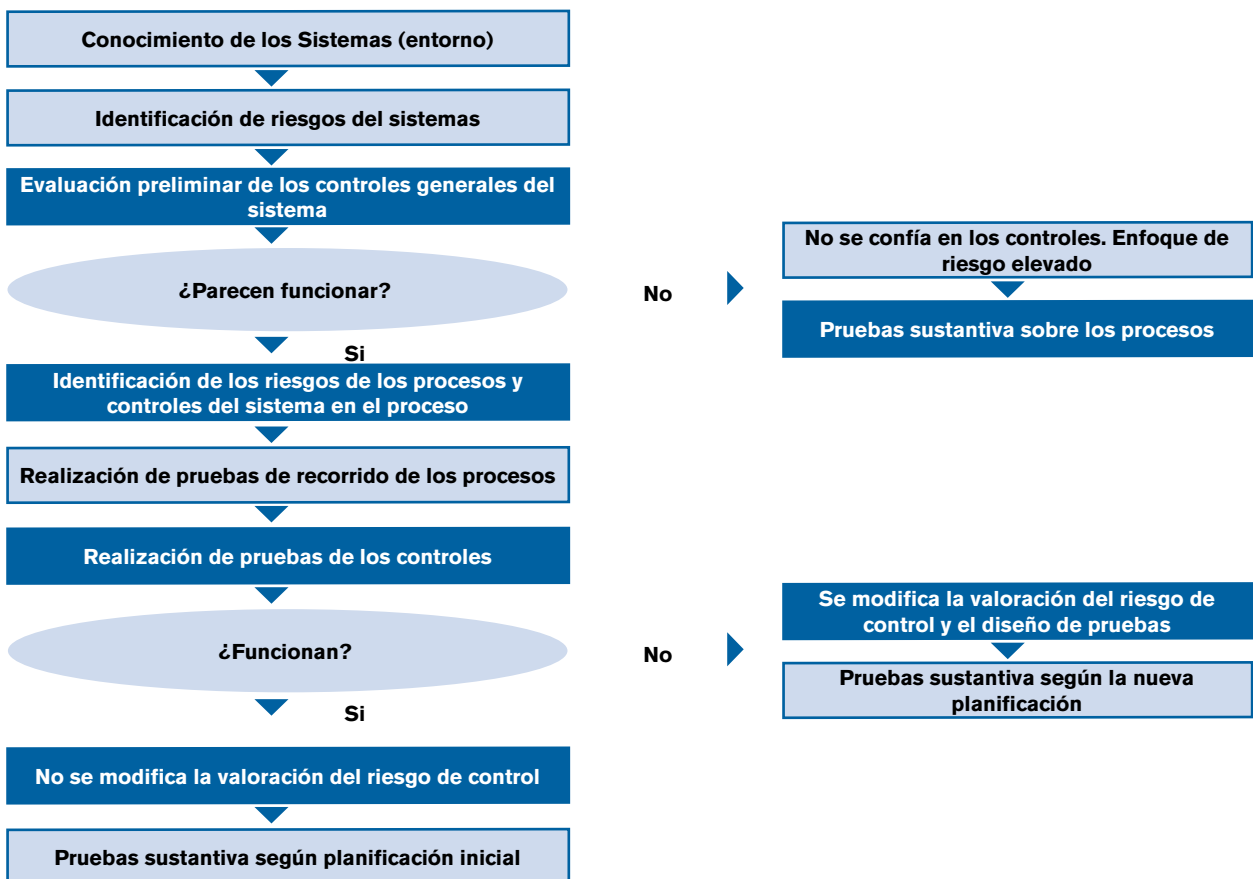 Conocimiento de los Sistemas (entorno)
Identificación de riesgos del sistemas
Evaluación preliminar de los controles generales del
sistema
¿Parecen funcionar?
No
No se confía en los controles. Enfoque de
riesgo elevado
Pruebas sustantiva sobre los procesos
Si
Identificación de los riesgos de los procesos y
controles del sistema en el proceso
Realización de pruebas de recorrido de los procesos
Realización de pruebas de los controles
¿Funcionan?
No
Se modifica la valoración del riesgo de
control y el diseño de pruebas
Pruebas sustantiva según la nueva
planificación
Si
No se modifica la valoración del riesgo de control
Pruebas sustantiva según planificación inicial